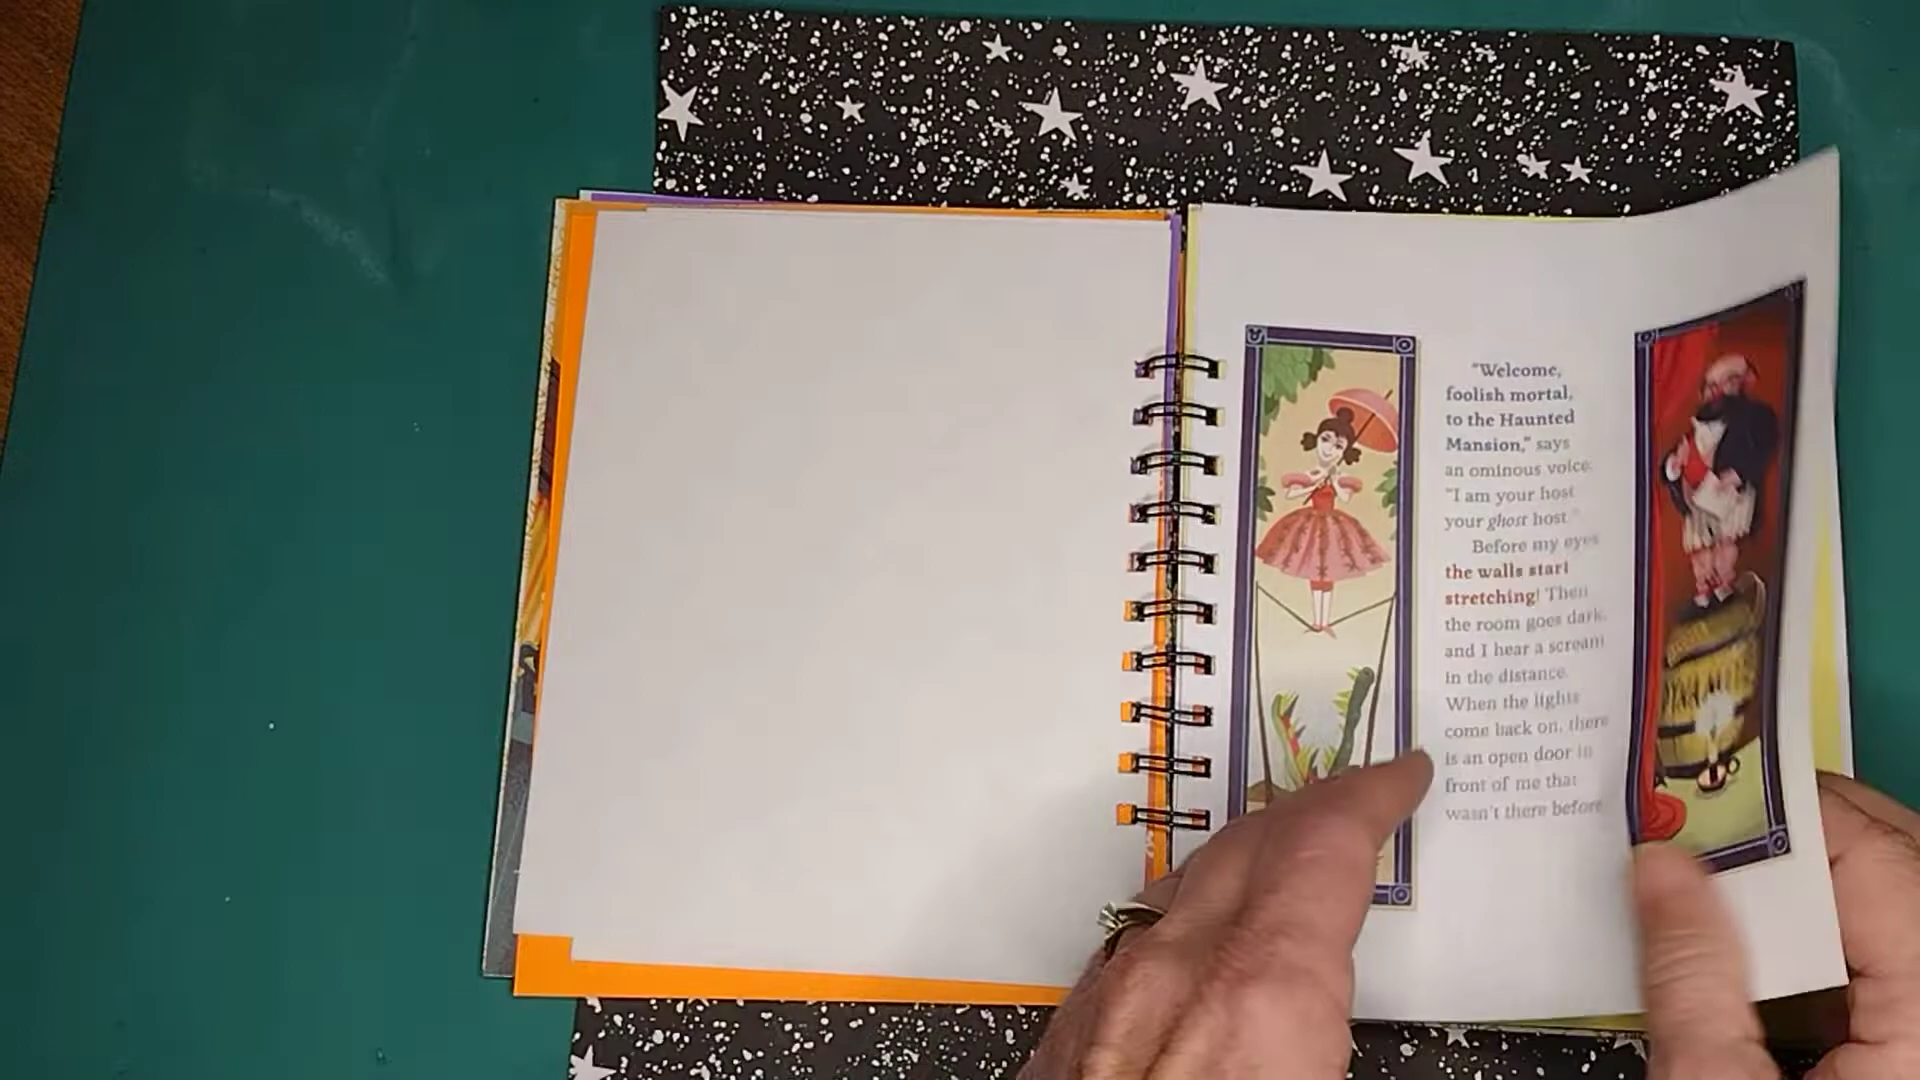 "Welcome,
foolish mortal,
to the Haunted
Mansion," says
an ominous voice.
"I am your host
your ghost host."
Before my eyes
the walls start
stretching! Then
the room goes dark,
and I hear a scream
in the distance.
When the lights
come back on, there
is an open door in
front of me that
wasn't there before